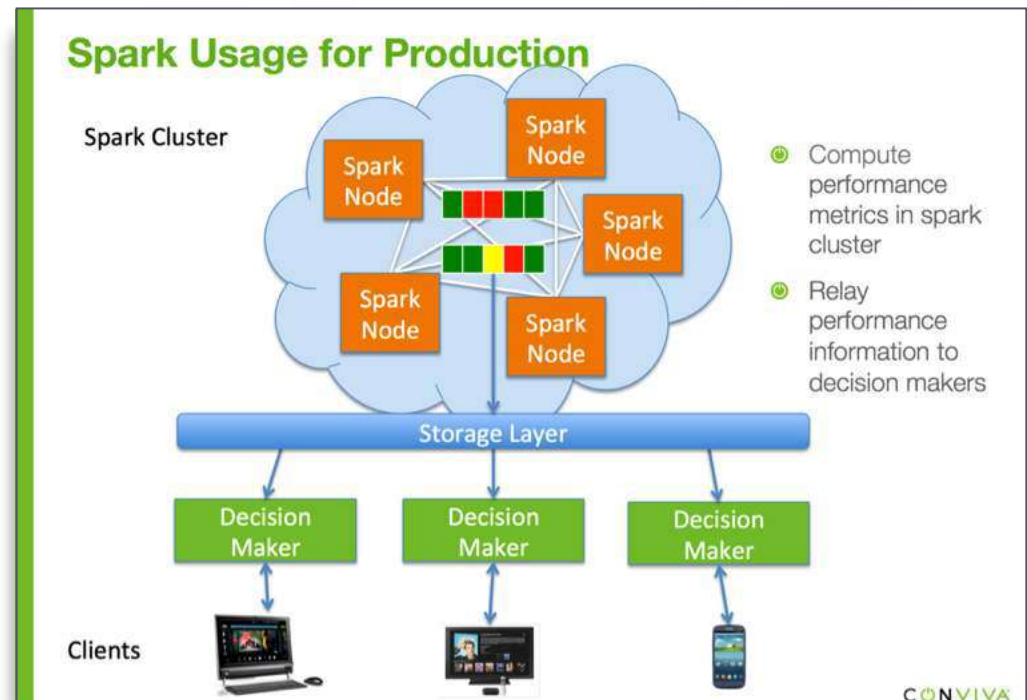 Spark Usage for Production
Spark Cluster
Spark
Node
Spark
Node
Spark
Node
Spark
Node
Spark
Node
Compute
performance
metrics in spark
cluster
Relay
performance
information to
decision makers
Storage Layer
Decision
Maker
Decision
Maker
Decision
Maker
Clients
CONVIVA